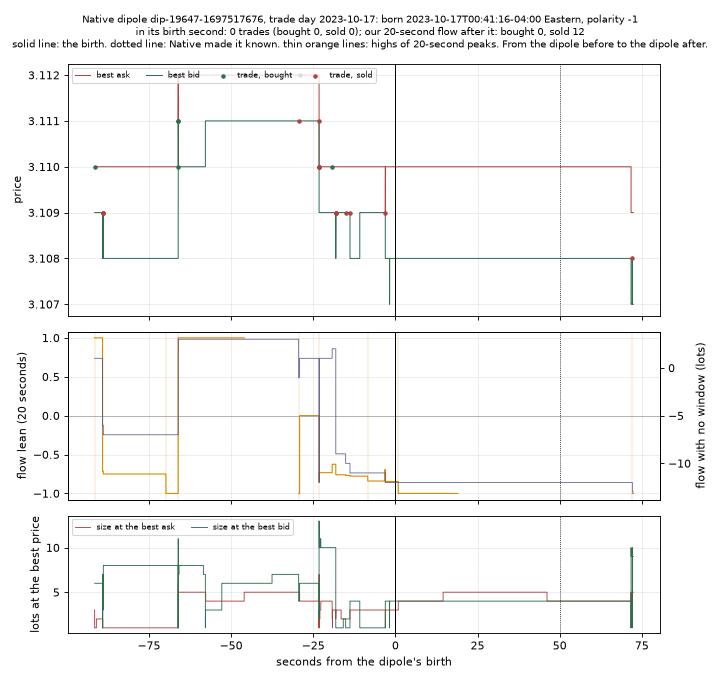 Native dipole dip-19647-1697517676, trade day 2023-10-17: born 2023-10-17T00:41:16-04:00 Eastern, polarity -1
in its birth second: 0 trades (bought 0, sold 0); our 20-second flow after it: bought 0, sold 12
solid line: the birth. dotted line: Native made it known. thin orange lines: highs of 20-second peaks. From the dipole before to the dipole after.
best ask best bid trade, bought trade, sold
3.112
3.111
3.110
3.109
3.108
3.107
price
1.0
0.5
0.0
−0.5
−1.0
flow lean (20 seconds)
0
−5
−10
flow with no window (lots)
size at the best ask size at the best bid
10
5
lots at the best price
−75 −50 −25 0 25 50 75
seconds from the dipole's birth